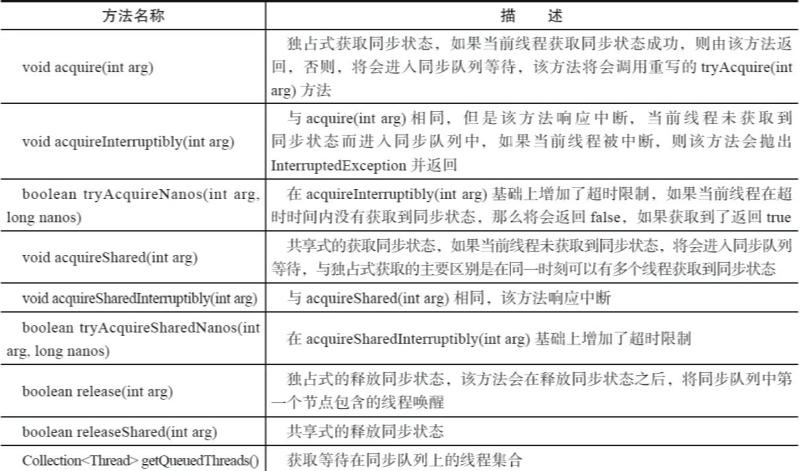 方法名称 描 述
void acquire(int arg)
独占式获取同步状态,如果当前线程获取同步状态成功,则由该方法返
回,否则,将会进入同步队列等待,该方法将会调用重写的 tryAcquire(int
arg) 方法
void acquireInterruptibly(int arg)
与 acquire(int arg) 相同,但是该方法响应中断,当前线程未获取到
同步状态而进入同步队列中,如果当前线程被中断,则该方法会抛出
InterruptedException 并返回
boolean tryAcquireNanos(int arg,
long nanos)
在 acquireInterruptibly(int arg) 基础上增加了超时限制,如果当前线程在超
时时间内没有获取到同步状态,那么将会返回 false,如果获取到了返回 true
void acquireShared(int arg)
共享式的获取同步状态,如果当前线程未获取到同步状态,将会进入同步队列
等待,与独占式获取的主要区别是在同一时刻可以有多个线程获取到同步状态
void acquireSharedInterruptibly(int arg)
与 acquireShared(int arg) 相同,该方法响应中断
boolean tryAcquireSharedNanos(int
arg, long nanos)
在 acquireSharedInterruptibly(int arg) 基础上增加了超时限制
boolean release(int arg)
独占式的释放同步状态,该方法会在释放同步状态之后,将同步队列中第
一个节点包含的线程唤醒
boolean releaseShared(int arg)
共享式的释放同步状态
Collection<Thread> getQueuedThreads()
获取等待在同步队列上的线程集合